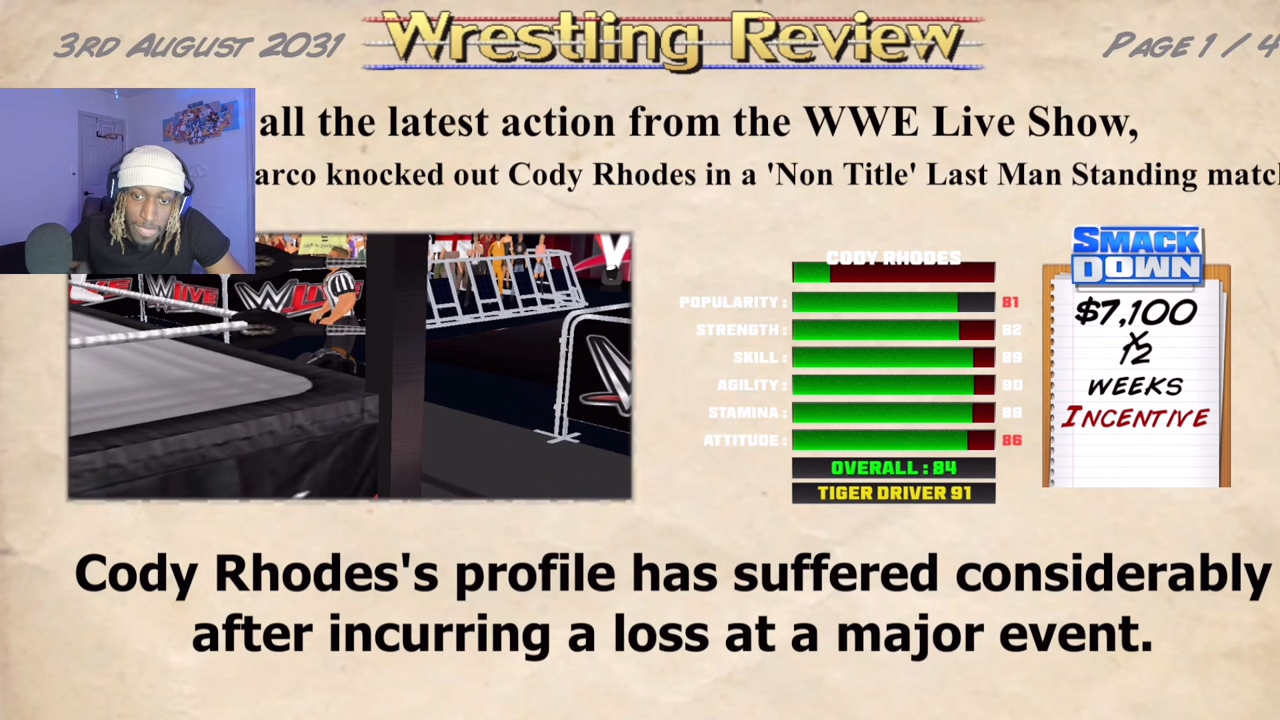 3RD AUGUST 2031
Wrestling Review
PAGE 1 / 4
all the latest action from the WWE Live Show,
arco knocked out Cody Rhodes in a 'Non Title' Last Man Standing match
CODY RHODES
POPULARITY : 81
STRENGTH : 82
SKILL : 89
AGILITY : 90
STAMINA : 89
ATTITUDE : 86
OVERALL : 84
TIGER DRIVER 91
SMACK
DOWN
$7,100
X
12
WEEKS
INCENTIVE
Cody Rhodes's profile has suffered considerably
after incurring a loss at a major event.